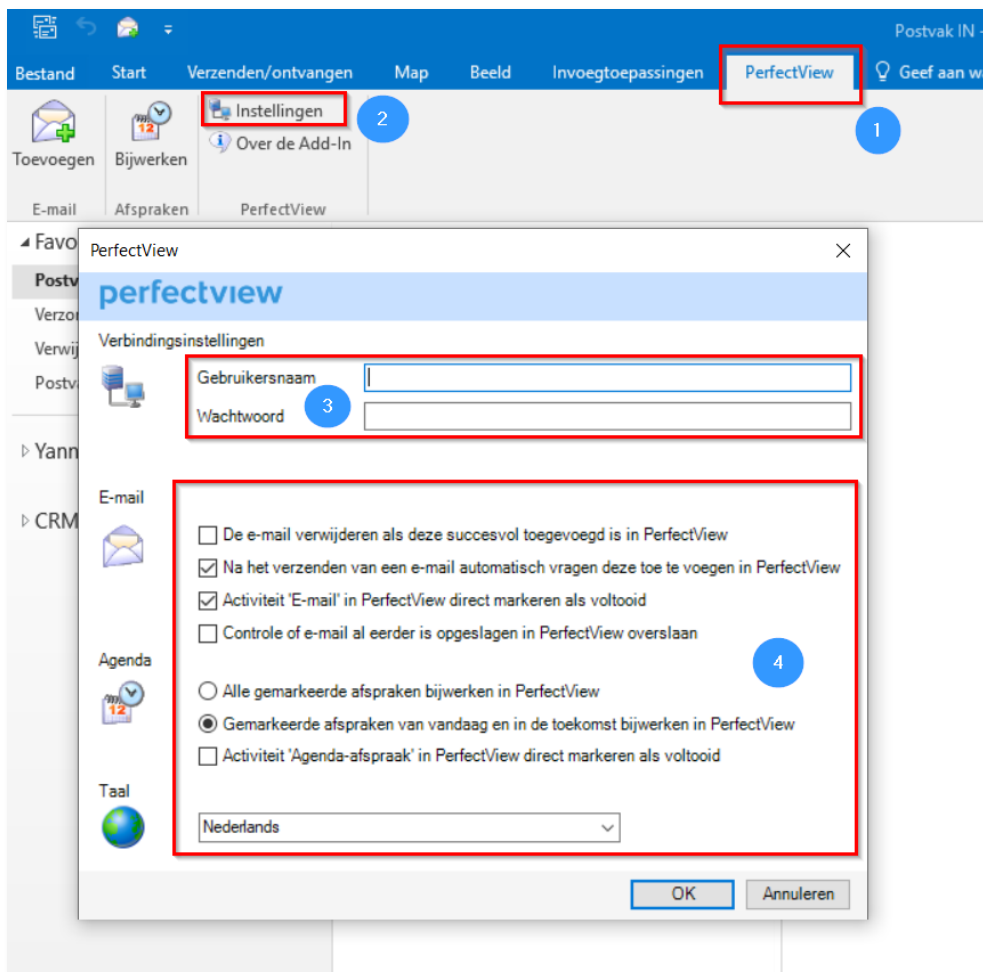 Postvak IN -
Bestand Start Verzenden/ontvangen Map Beeld Invoegtoepassingen PerfectView Geef aan wa
1
Instellingen
2
Over de Add-In
Toevoegen Bijwerken
E-mail Afspraken PerfectView
Favo
Postv
Verzon
Verwij
Postva
Yann
CRM
PerfectView
perfectview
Verbindingsinstellingen
Gebruikersnaam
3
Wachtwoord
E-mail
De e-mail verwijderen als deze succesvol toegevoegd is in PerfectView
Na het verzenden van een e-mail automatisch vragen deze toe te voegen in PerfectView
Activiteit 'E-mail' in PerfectView direct markeren als voltooid
Controle of e-mail al eerder is opgeslagen in PerfectView overslaan
4
Agenda
12
Alle gemarkeerde afspraken bijwerken in PerfectView
Gemarkeerde afspraken van vandaag en in de toekomst bijwerken in PerfectView
Activiteit 'Agenda-afspraak' in PerfectView direct markeren als voltooid
Taal
Nederlands
OK Annuleren